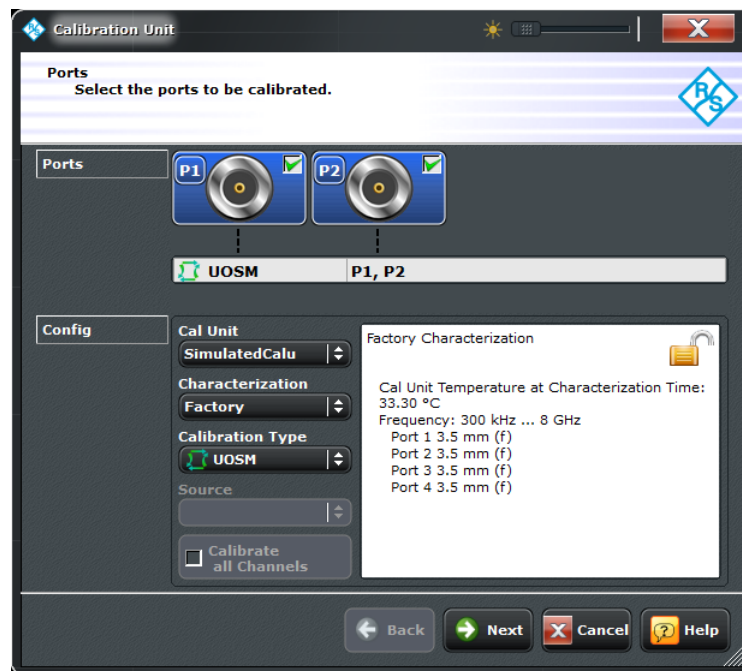 Calibration Unit
X
Ports
Select the ports to be calibrated.
R&S
Ports
P1
P2
UOSM P1, P2
Config
Cal Unit
SimulatedCalu
Characterization
Factory
Calibration Type
UOSM
Source
Calibrate
all Channels
Factory Characterization
Cal Unit Temperature at Characterization Time:
33.30 °C
Frequency: 300 kHz ... 8 GHz
Port 1 3.5 mm (f)
Port 2 3.5 mm (f)
Port 3 3.5 mm (f)
Port 4 3.5 mm (f)
Back Next X Cancel ? Help